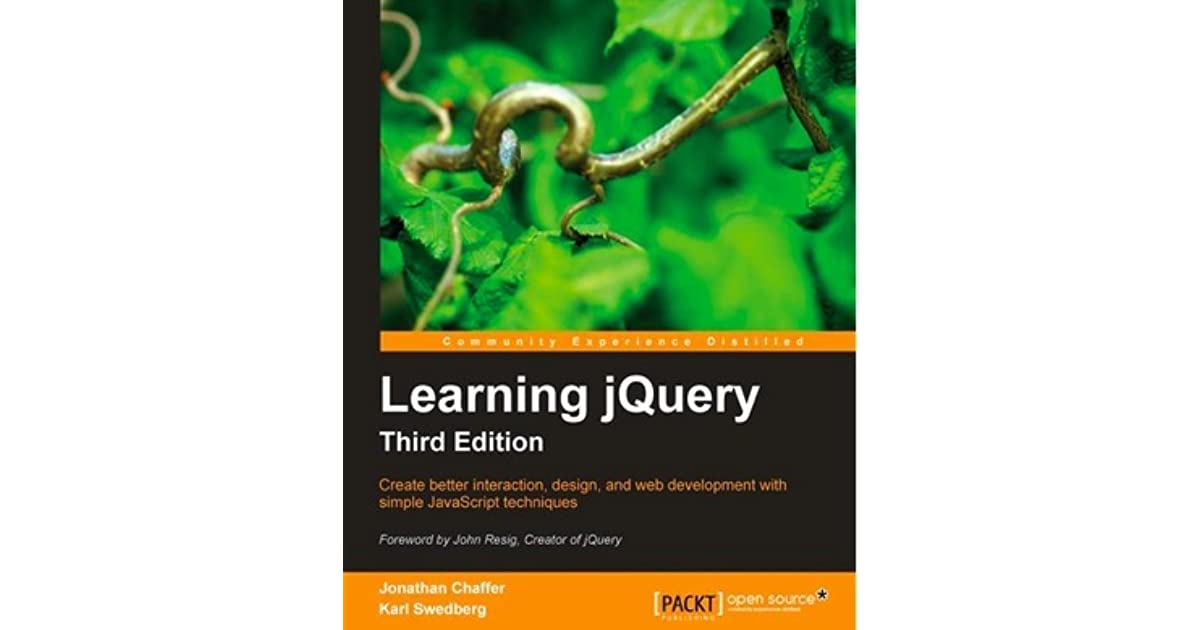 Community Experience Distilled
Learning jQuery
Third Edition
Create better interaction, design, and web development with
simple JavaScript techniques
Foreword by John Resig, Creator of jQuery
Jonathan Chaffer
Karl Swedberg
[PACKT]
PUBLISHING
open source*